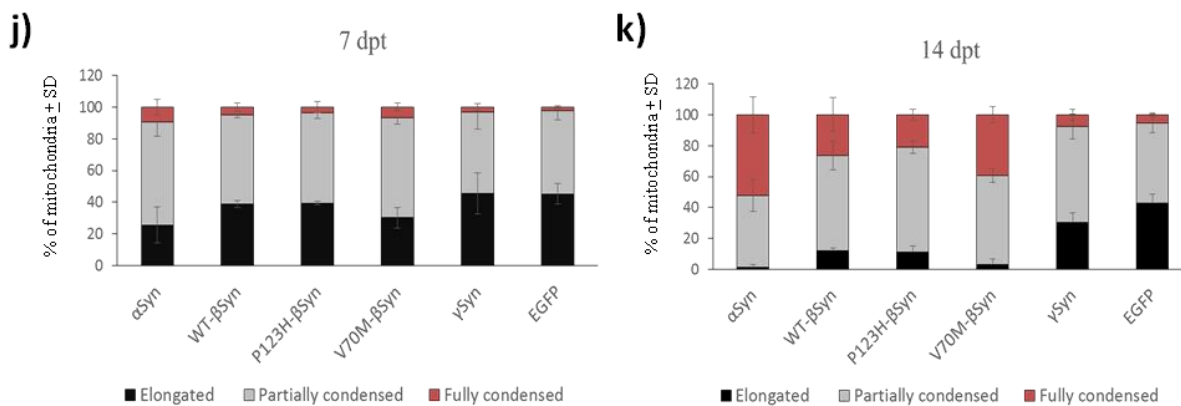 j)
7 dpt
% of mitochondria ± SD
120
100
80
60
40
20
0
αSyn
WT-βSyn
P123H-βSyn
V70M-βSyn
γSyn
EGFP
Elongated
Partially condensed
Fully condensed
k)
14 dpt
% of mitochondria ± SD
120
100
80
60
40
20
0
αSyn
WT-βSyn
P123H-βSyn
V70M-βSyn
γSyn
EGFP
Elongated
Partially condensed
Fully condensed